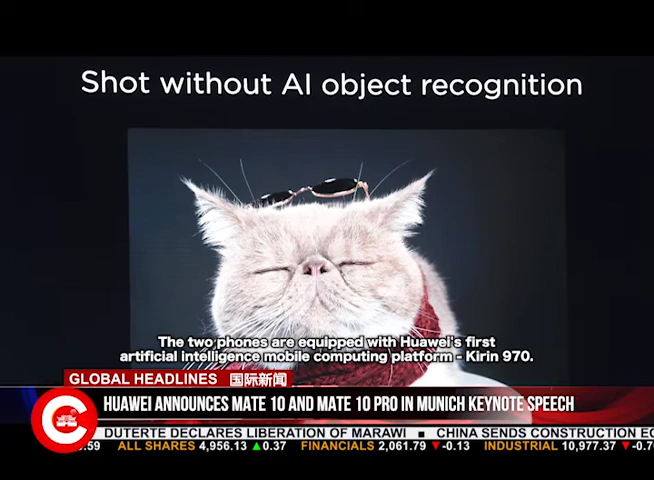 Shot without AI object recognition
The two phones are equipped with Huawei's first
artificial intelligence mobile computing platform - Kirin 970.
GLOBAL HEADLINES 国际新闻
HUAWEI ANNOUNCES MATE 10 AND MATE 10 PRO IN MUNICH KEYNOTE SPEECH
DUTERTE DECLARES LIBERATION OF MARAWI ■ CHINA SENDS CONSTRUCTION
.59 ALL SHARES 4,956.13 ▲0.37 FINANCIALS 2,061.79 ▼-0.13 INDUSTRIAL 10,977.37 ▼-0.7